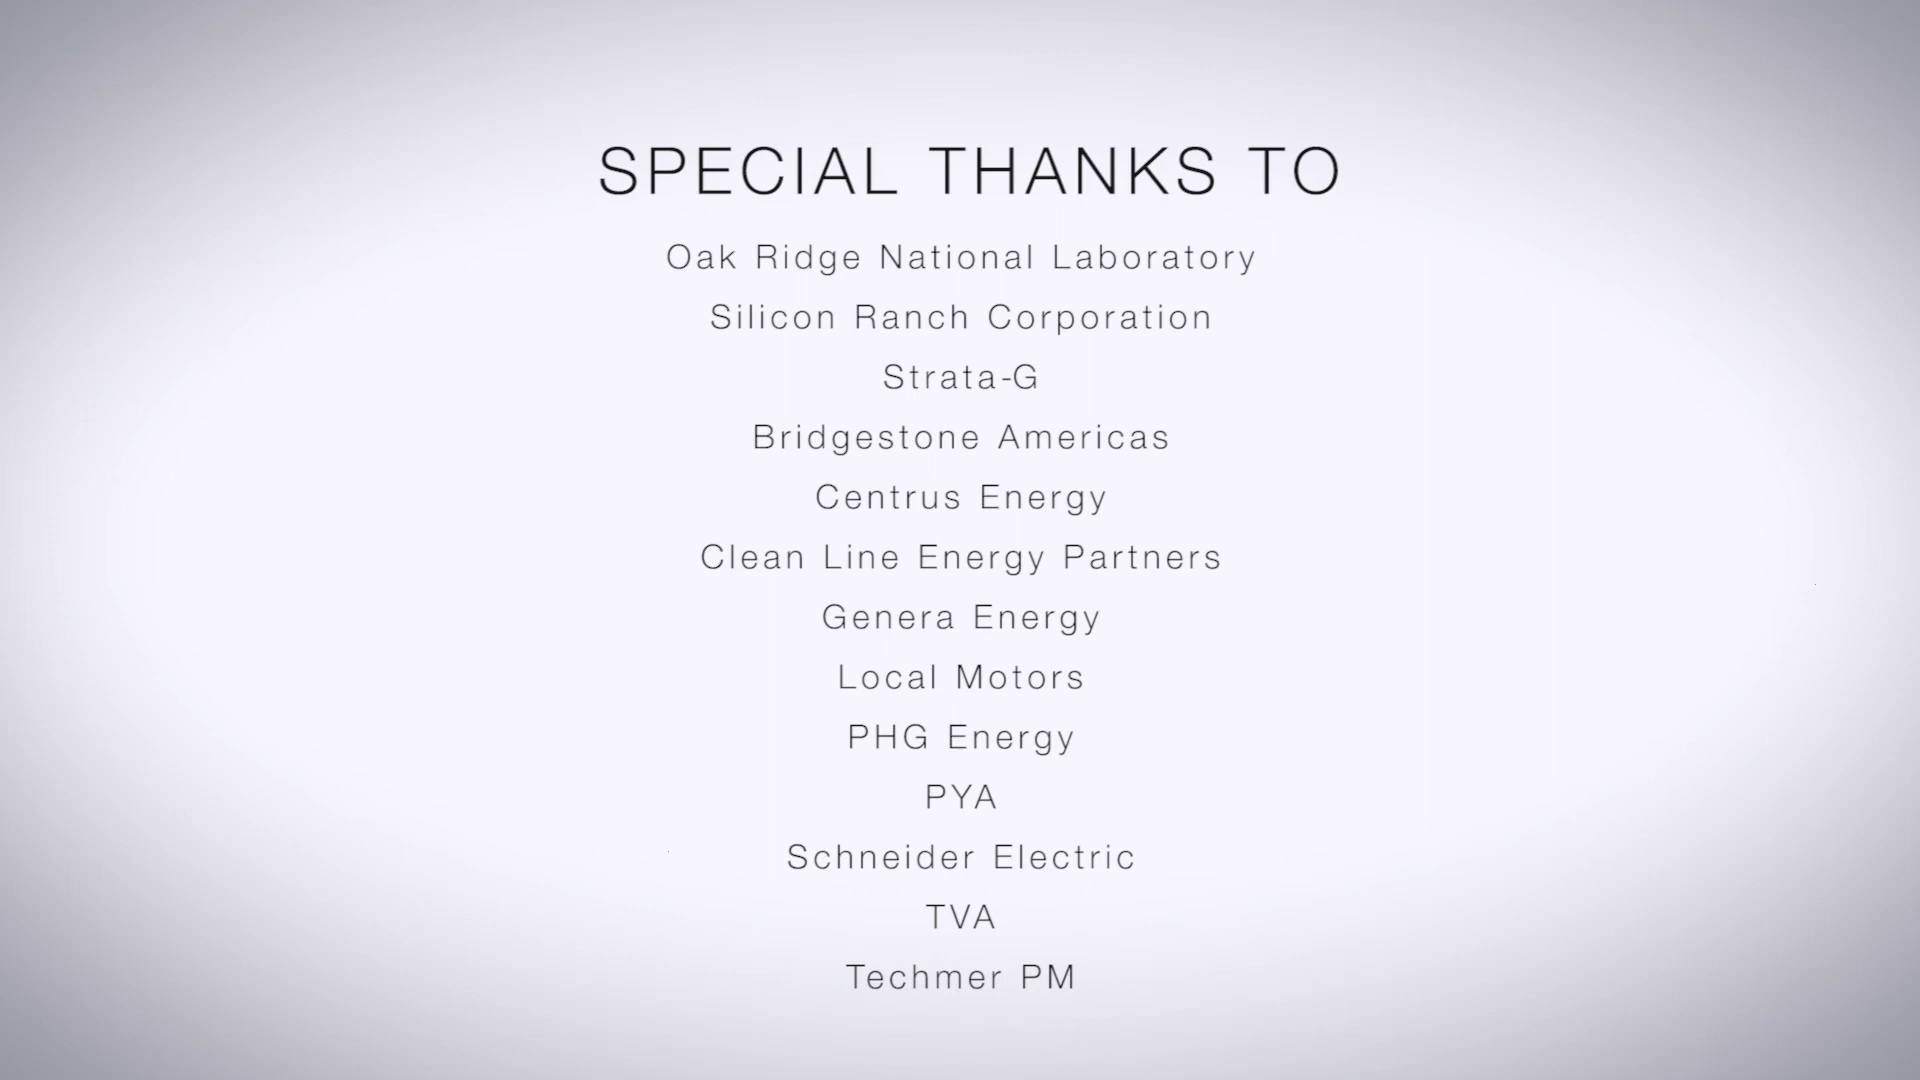 SPECIAL THANKS TO
Oak Ridge National Laboratory
Silicon Ranch Corporation
Strata-G
Bridgestone Americas
Centrus Energy
Clean Line Energy Partners
Genera Energy
Local Motors
PHG Energy
PYA
Schneider Electric
TVA
Techmer PM